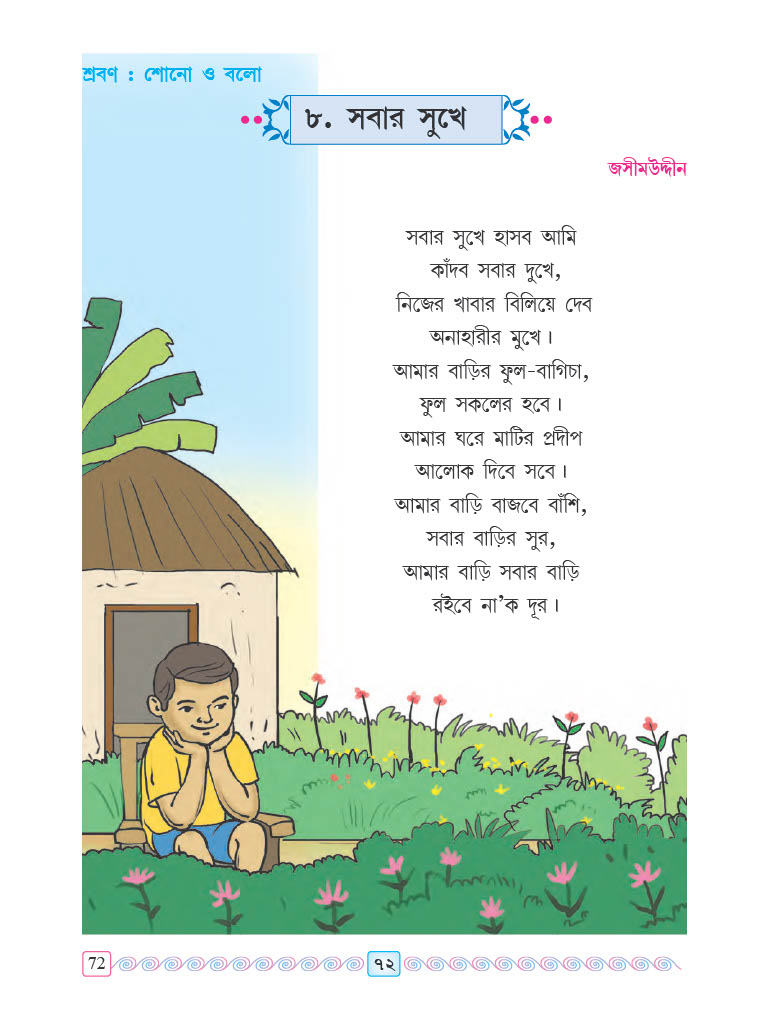 শ্রবণ : শোনো ও বলো
৮. সবার সুখে
জসীমউদ্দীন
সবার সুখে হাসব আমি
কাঁদব সবার দুখে,
নিজের খাবার বিলিয়ে দেব
অনাহারীর মুখে।
আমার বাড়ির ফুল-বাগিচা,
ফুল সকলের হবে।
আমার ঘরে মাটির প্রদীপ
আলোক দিবে সবে।
আমার বাড়ি বাজবে বাঁশি,
সবার বাড়ির সুর,
আমার বাড়ি সবার বাড়ি
রইবে না’ক দূর।
72 ৭২